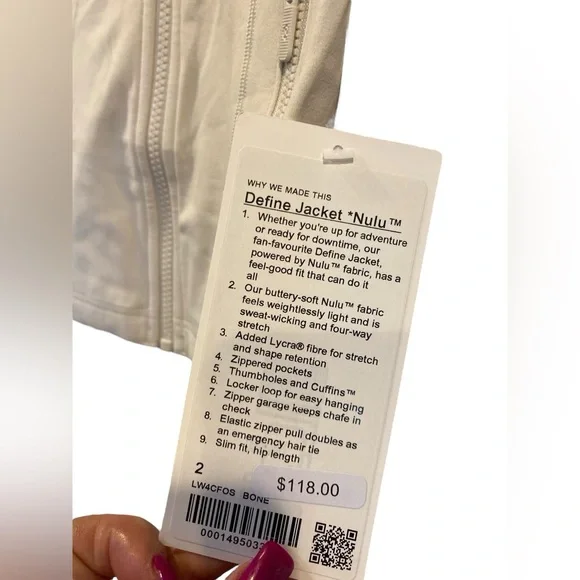 WHY WE MADE THIS
Define Jacket *Nulu™
1. Whether you're up for adventure
or ready for downtime, our
fan-favourite Define Jacket,
powered by Nulu™ fabric, has a
feel-good fit that can do it
all
2. Our buttery-soft Nulu™ fabric
feels weightlessly light and is
sweat-wicking and four-way
stretch
3. Added Lycra® fibre for stretch
and shape retention
4. Zippered pockets
5. Thumbholes and Cuffins™
6. Locker loop for easy hanging
7. Zipper garage keeps chafe in
check
8. Elastic zipper pull doubles as
an emergency hair tie
9. Slim fit, hip length
2
$118.00
LW4CFOS BONE